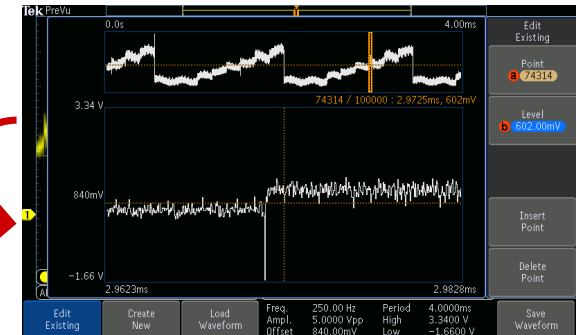 Tek PreVu
0.0s 4.00ms
74314 / 100000 : 2.9725ms, 602mV
3.34 V
840mV
-1.66 V
2.9623ms 2.9828ms
1
Edit
Existing
Point
a 74314
Level
b 602.00mV
Insert
Point
Delete
Point
Edit
Existing
Create
New
Load
Waveform
Freq. 250.00 Hz Period 4.0000ms
Ampl. 5.0000 Vpp High 3.3400 V
Offset 840.00mV Low -1.6600 V
Save
Waveform